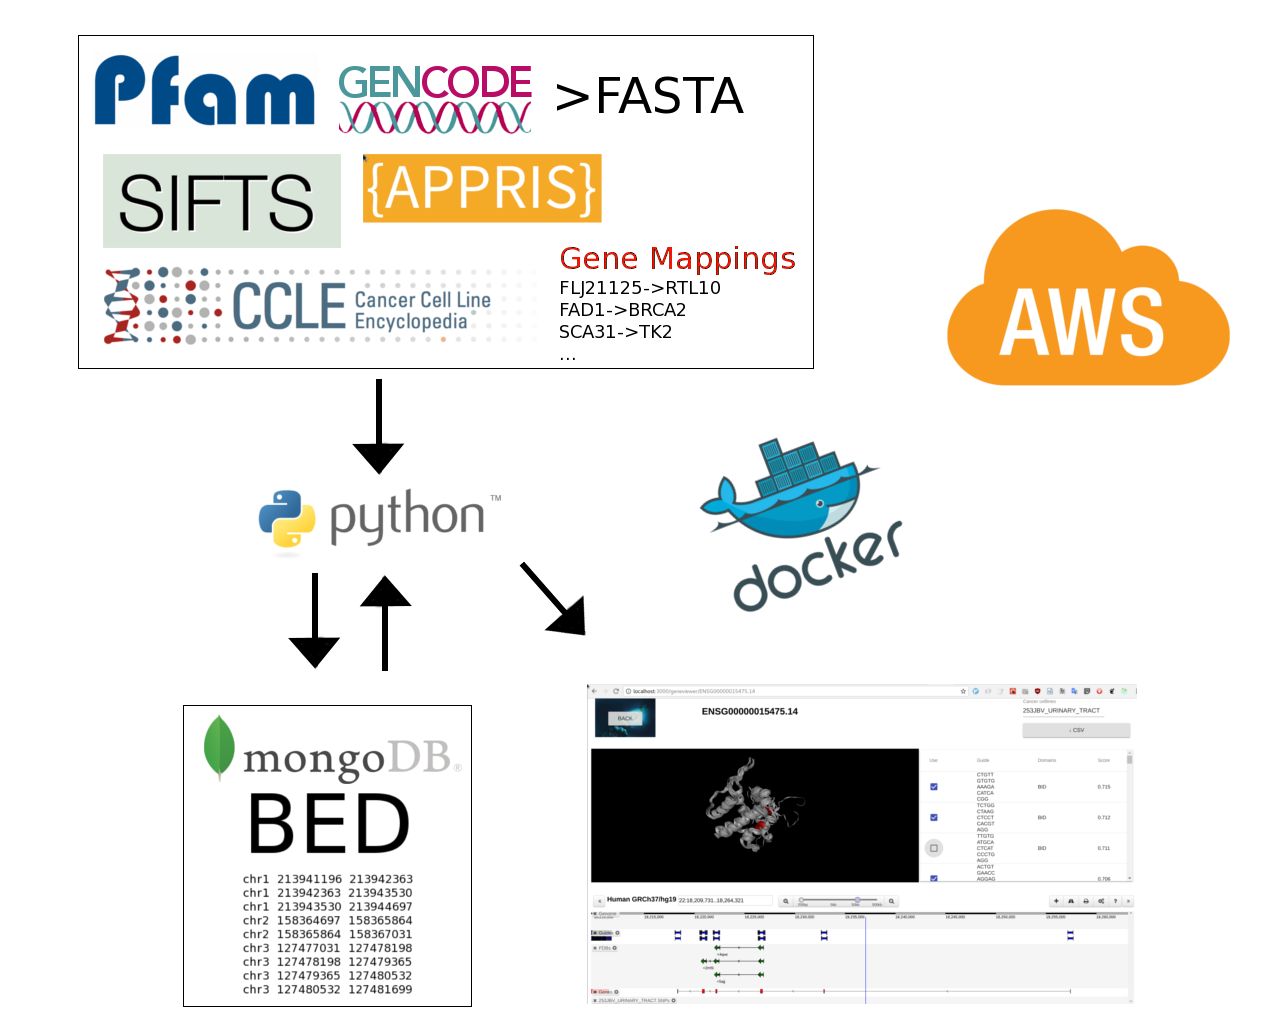 Pfam
GENCODE
>FASTA
SIFTS
{APPRIS}
CCLE Cancer Cell Line
Encyclopedia
Gene Mappings
FLJ21125->RTL10
FAD1->BRCA2
SCA31->TK2
...
AWS
python™
docker
mongoDB®
BED
chr1 213941196 213942363
chr1 213942363 213943530
chr1 213943530 213944697
chr2 158364697 158365864
chr2 158365864 158367031
chr3 127477031 127478198
chr3 127478198 127479365
chr3 127479365 127480532
chr3 127480532 127481699
localhost:3000/geneviewer/ENSG00000015475.14
BACK
ENSG00000015475.14
Cancer celllines
253JBV_URINARY_TRACT
↓ CSV
Use Guide Domains Score
CTGTT
GTGTG
AAAGA
CATCA
CGG
BID 0.715
TCTGG
CTAAG
CTCCT
CACGT
AGG
BID 0.712
TTGTG
ATGCA
CTCAT
CCCTG
AGG
BID 0.711
ACTGT
GAACC
AGGAG
0.706
Human GRCh37/hg19 22:18,209,731..18,264,321
253JBV_URINARY_TRACT SNPs